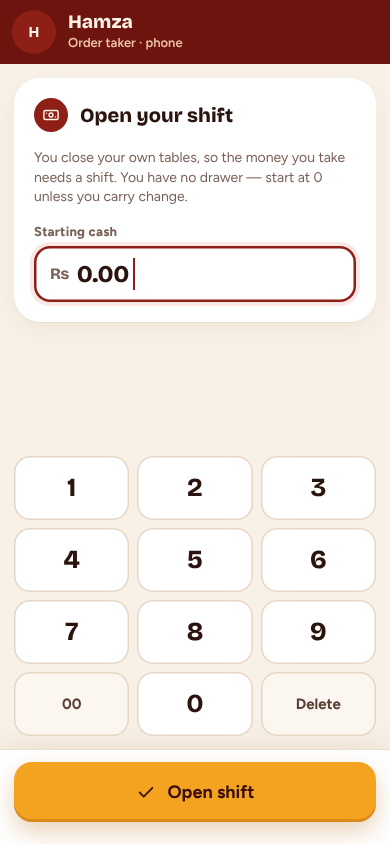 H
Hamza
Order taker · phone
Open your shift
You close your own tables, so the money you take
needs a shift. You have no drawer — start at 0
unless you carry change.
Starting cash
Rs 0.00
1 2 3
4 5 6
7 8 9
00 0 Delete
Open shift